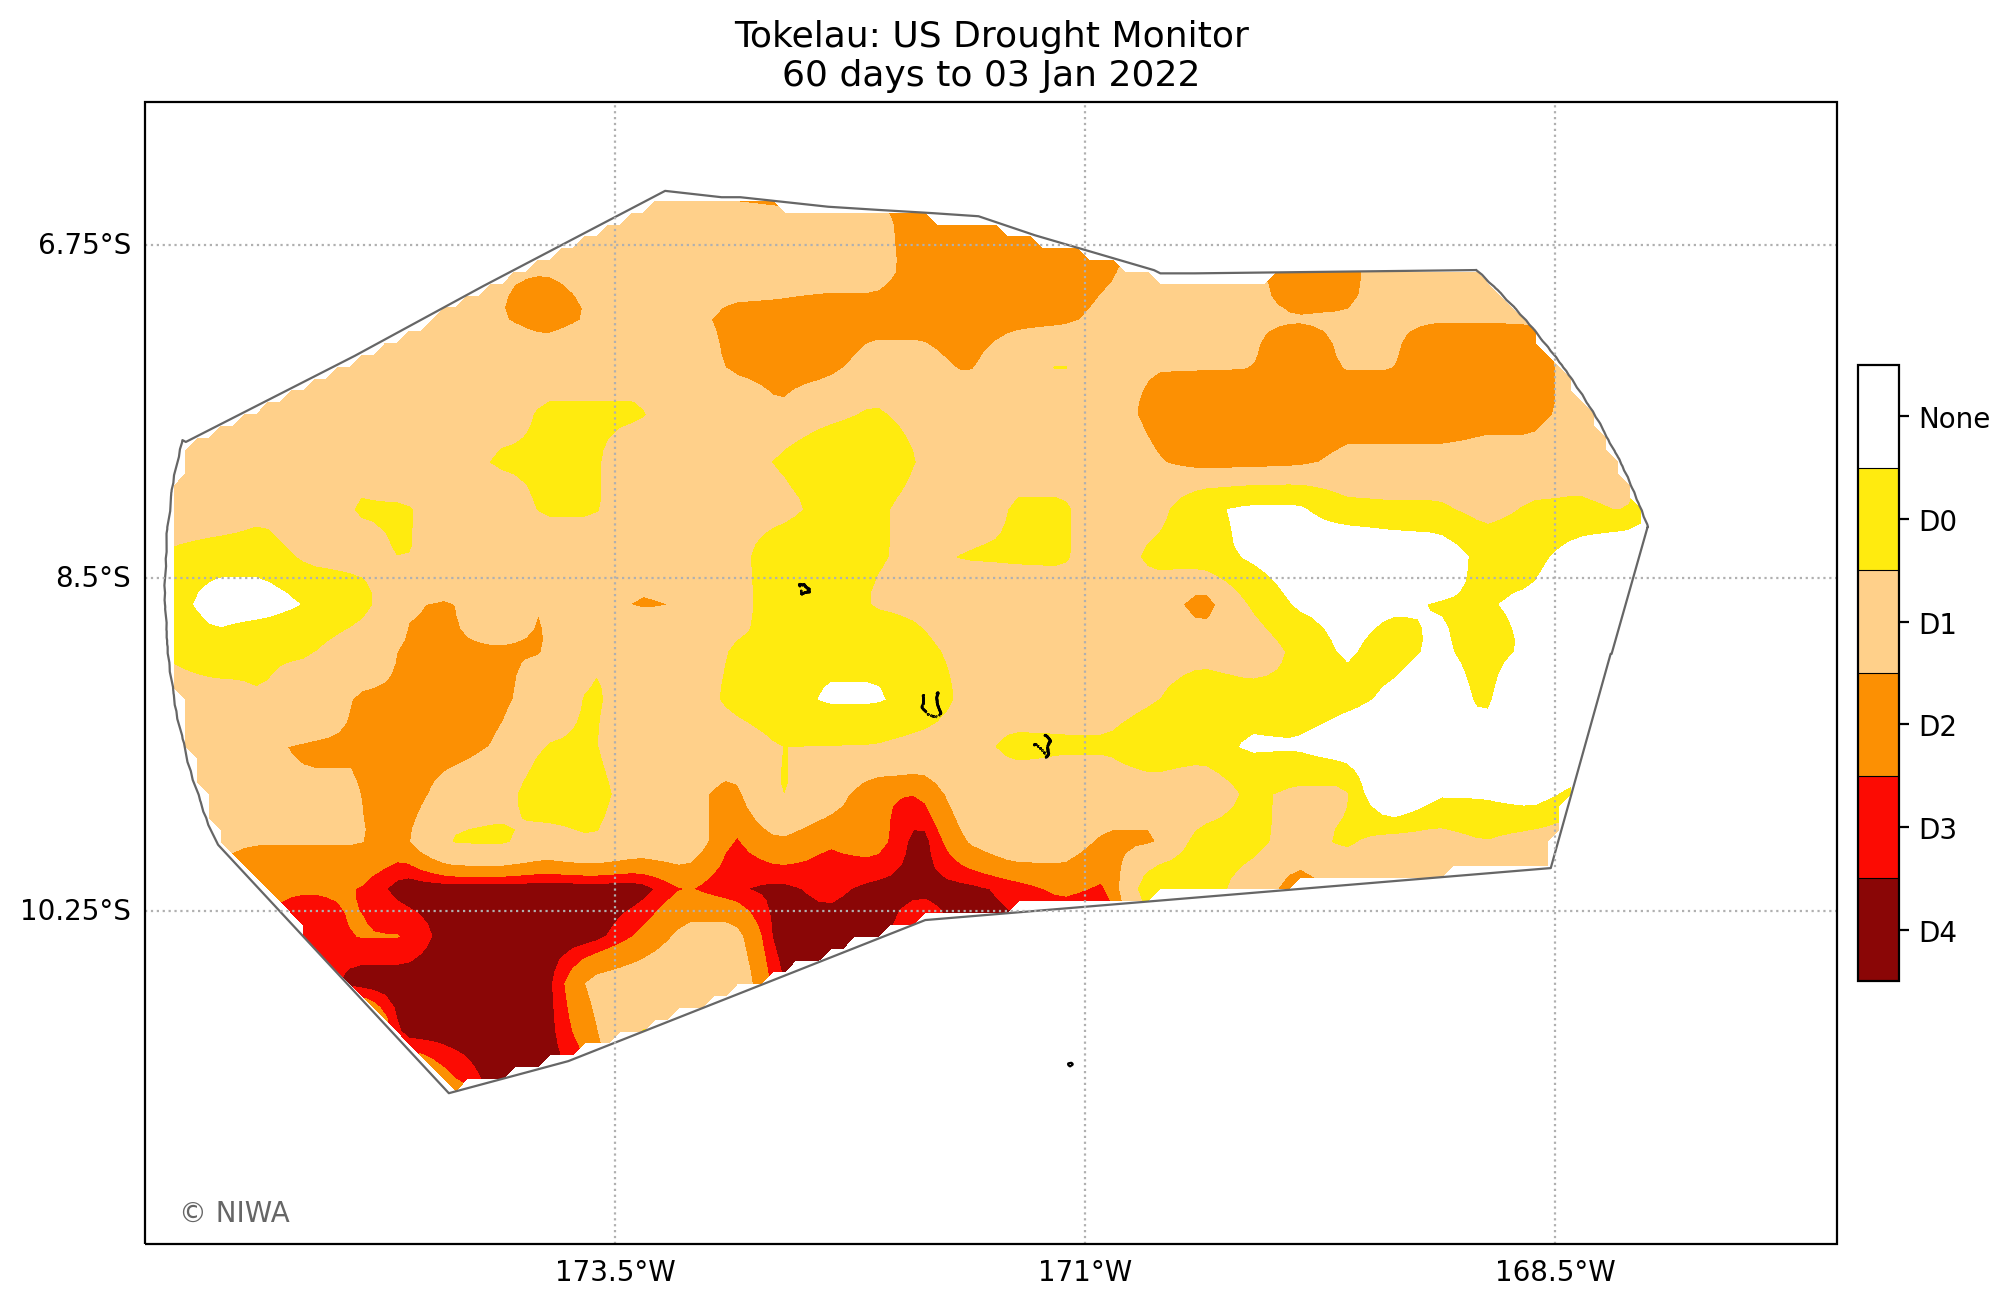 Tokelau: US Drought Monitor
60 days to 03 Jan 2022
6.75°S
8.5°S
10.25°S
173.5°W
171°W
168.5°W
None
D0
D1
D2
D3
D4
© NIWA